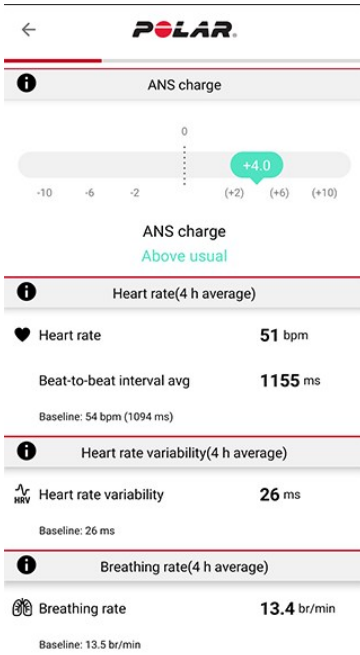 POLAR.
ANS charge
0
+4.0
-10 -6 -2 (+2) (+6) (+10)
ANS charge
Above usual
Heart rate(4 h average)
Heart rate 51 bpm
Beat-to-beat interval avg 1155 ms
Baseline: 54 bpm (1094 ms)
Heart rate variability(4 h average)
HRV Heart rate variability 26 ms
Baseline: 26 ms
Breathing rate(4 h average)
Breathing rate 13.4 br/min
Baseline: 13.5 br/min